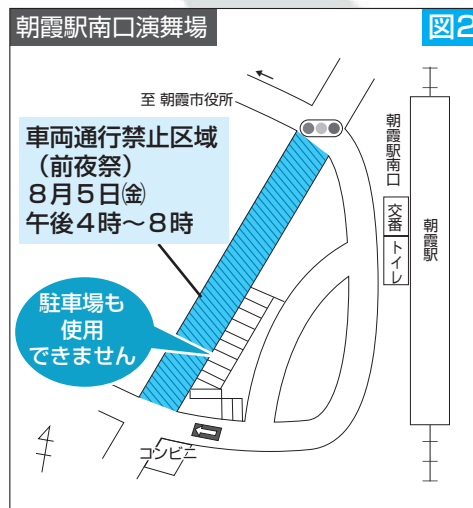 朝霞駅南口演舞場
図2
至 朝霞市役所
車両通行禁止区域
（前夜祭）
8月5日㈮
午後4時～8時
駐車場も
使用
できません
朝霞駅南口
交番
トイレ
朝霞駅
コンビニ